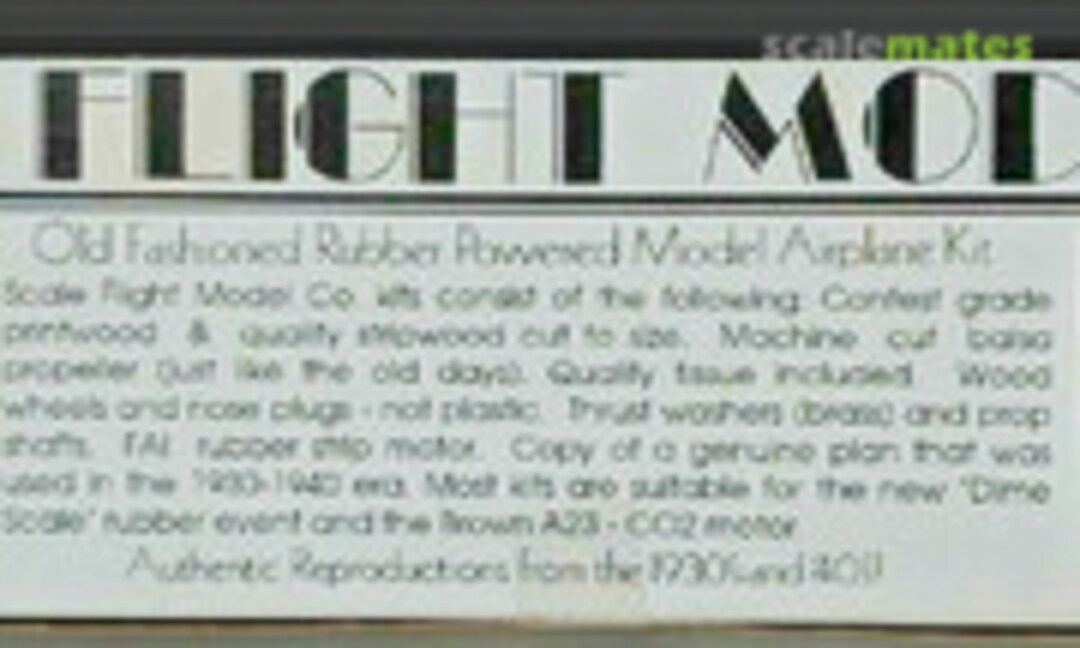 scalemates
FLIGHT MOD
Old Fashioned Rubber Powered Model Airplane Kit
Scale Flight Model Co. kits consist of the following: Contest grade
printwood & quality stripwood cut to size. Machine cut balsa
propeller (just like the old days). Quality tissue included. Wood
wheels and nose plugs - not plastic. Thrust washers (brass) and prop
shafts. FAI rubber strip motor. Copy of a genuine plan that was
used in the 1930-1940 era. Most kits are suitable for the new "Dime
Scale" rubber event and the Brown A23 - CO2 motor
Authentic Reproductions from the 1930's and 40's!